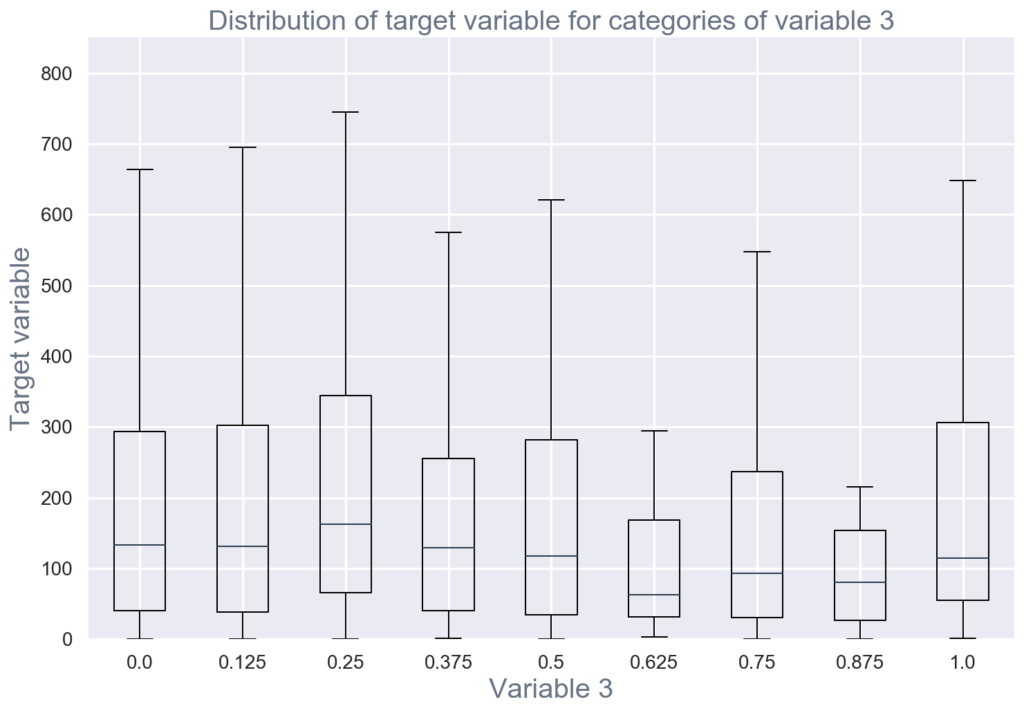 Distribution of target variable for categories of variable 3
800
700
600
500
400
300
200
100
0
Target variable
0.0 0.125 0.25 0.375 0.5 0.625 0.75 0.875 1.0
Variable 3